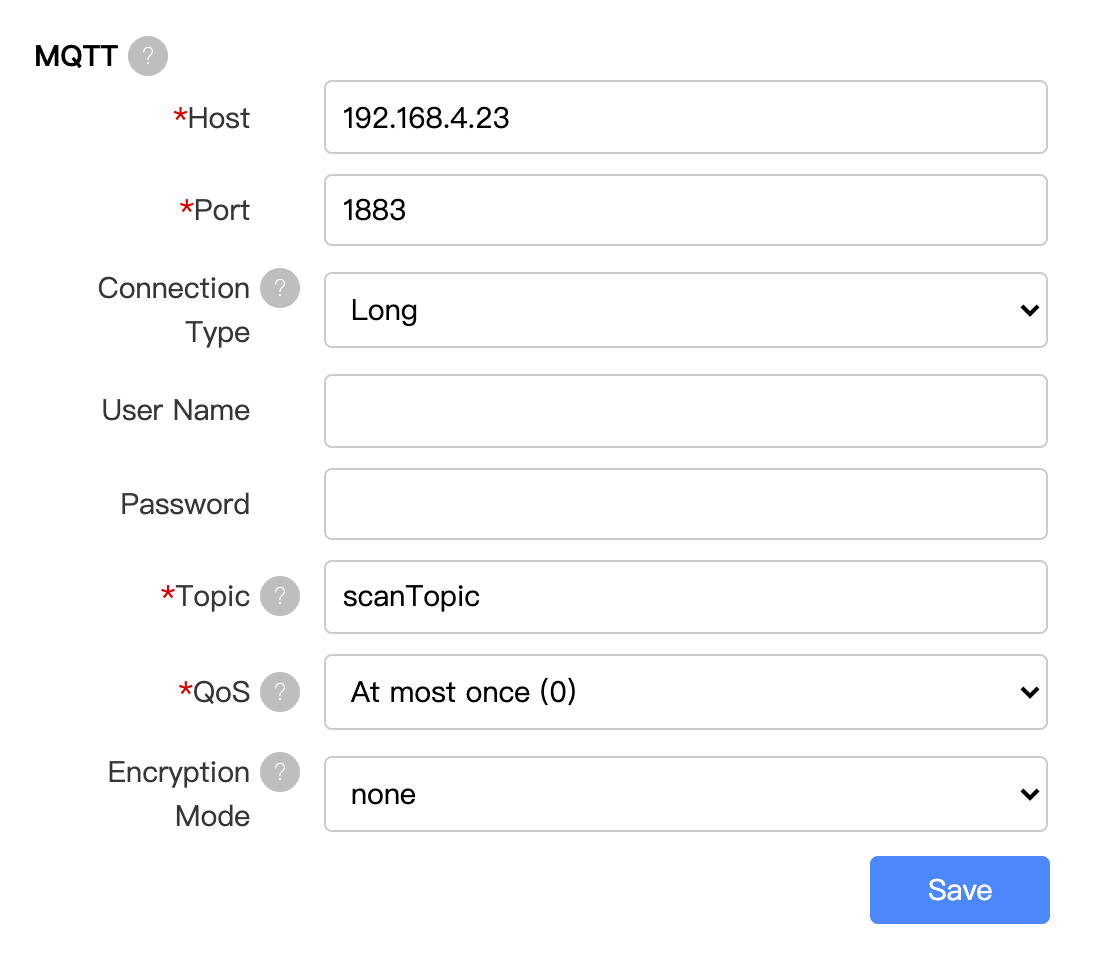 MQTT ?
*Host 192.168.4.23
*Port 1883
Connection ? Long
Type
User Name
Password
*Topic ? scanTopic
*QoS ? At most once (0)
Encryption ? none
Mode
Save